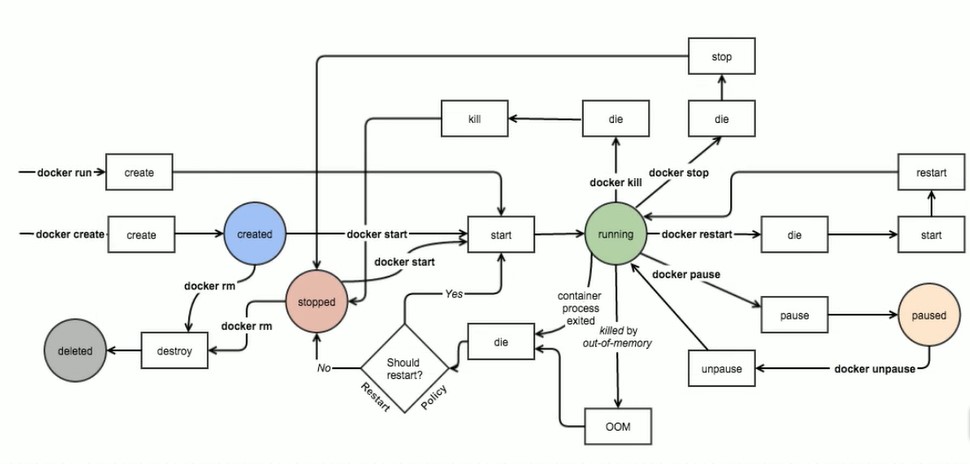 stop
kill
die
die
docker run
create
docker kill
docker stop
restart
docker create
create
created
docker start
start
running
docker restart
die
start
docker start
docker rm
docker pause
stopped
Yes
container
process
exited
pause
paused
docker rm
killed by
out-of-memory
deleted
destroy
No
Should
restart?
die
unpause
docker unpause
Restart
Policy
OOM